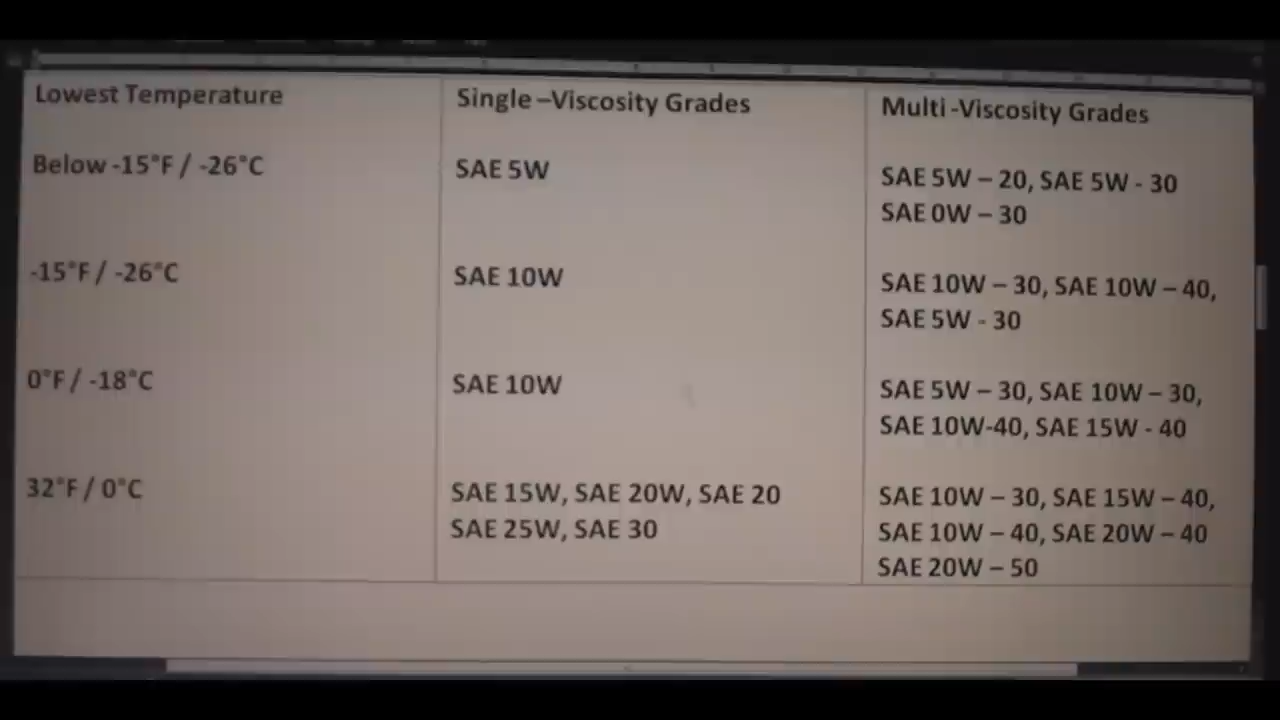 Lowest Temperature
Single –Viscosity Grades
Multi -Viscosity Grades
Below -15°F / -26°C
SAE 5W
SAE 5W – 20, SAE 5W - 30
SAE 0W – 30
-15°F / -26°C
SAE 10W
SAE 10W – 30, SAE 10W – 40,
SAE 5W - 30
0°F / -18°C
SAE 10W
SAE 5W – 30, SAE 10W – 30,
SAE 10W-40, SAE 15W - 40
32°F / 0°C
SAE 15W, SAE 20W, SAE 20
SAE 25W, SAE 30
SAE 10W – 30, SAE 15W – 40,
SAE 10W – 40, SAE 20W – 40
SAE 20W – 50